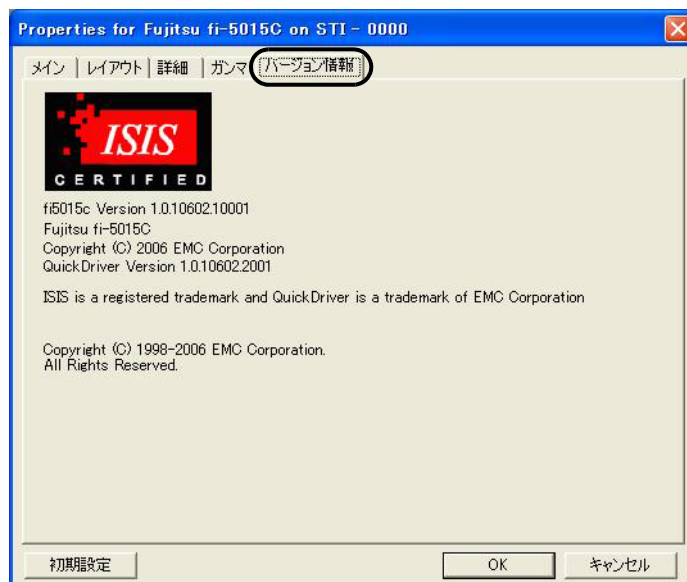 Properties for Fujitsu fi-5015C on STI - 0000
メイン レイアウト 詳細 ガンマ バージョン情報
ISIS
CERTIFIED
fi5015c Version 1.0.10602.10001
Fujitsu fi-5015C
Copyright (C) 2006 EMC Corporation
QuickDriver Version 1.0.10602.2001
ISIS is a registered trademark and QuickDriver is a trademark of EMC Corporation
Copyright (C) 1998-2006 EMC Corporation.
All Rights Reserved.
初期設定 OK キャンセル